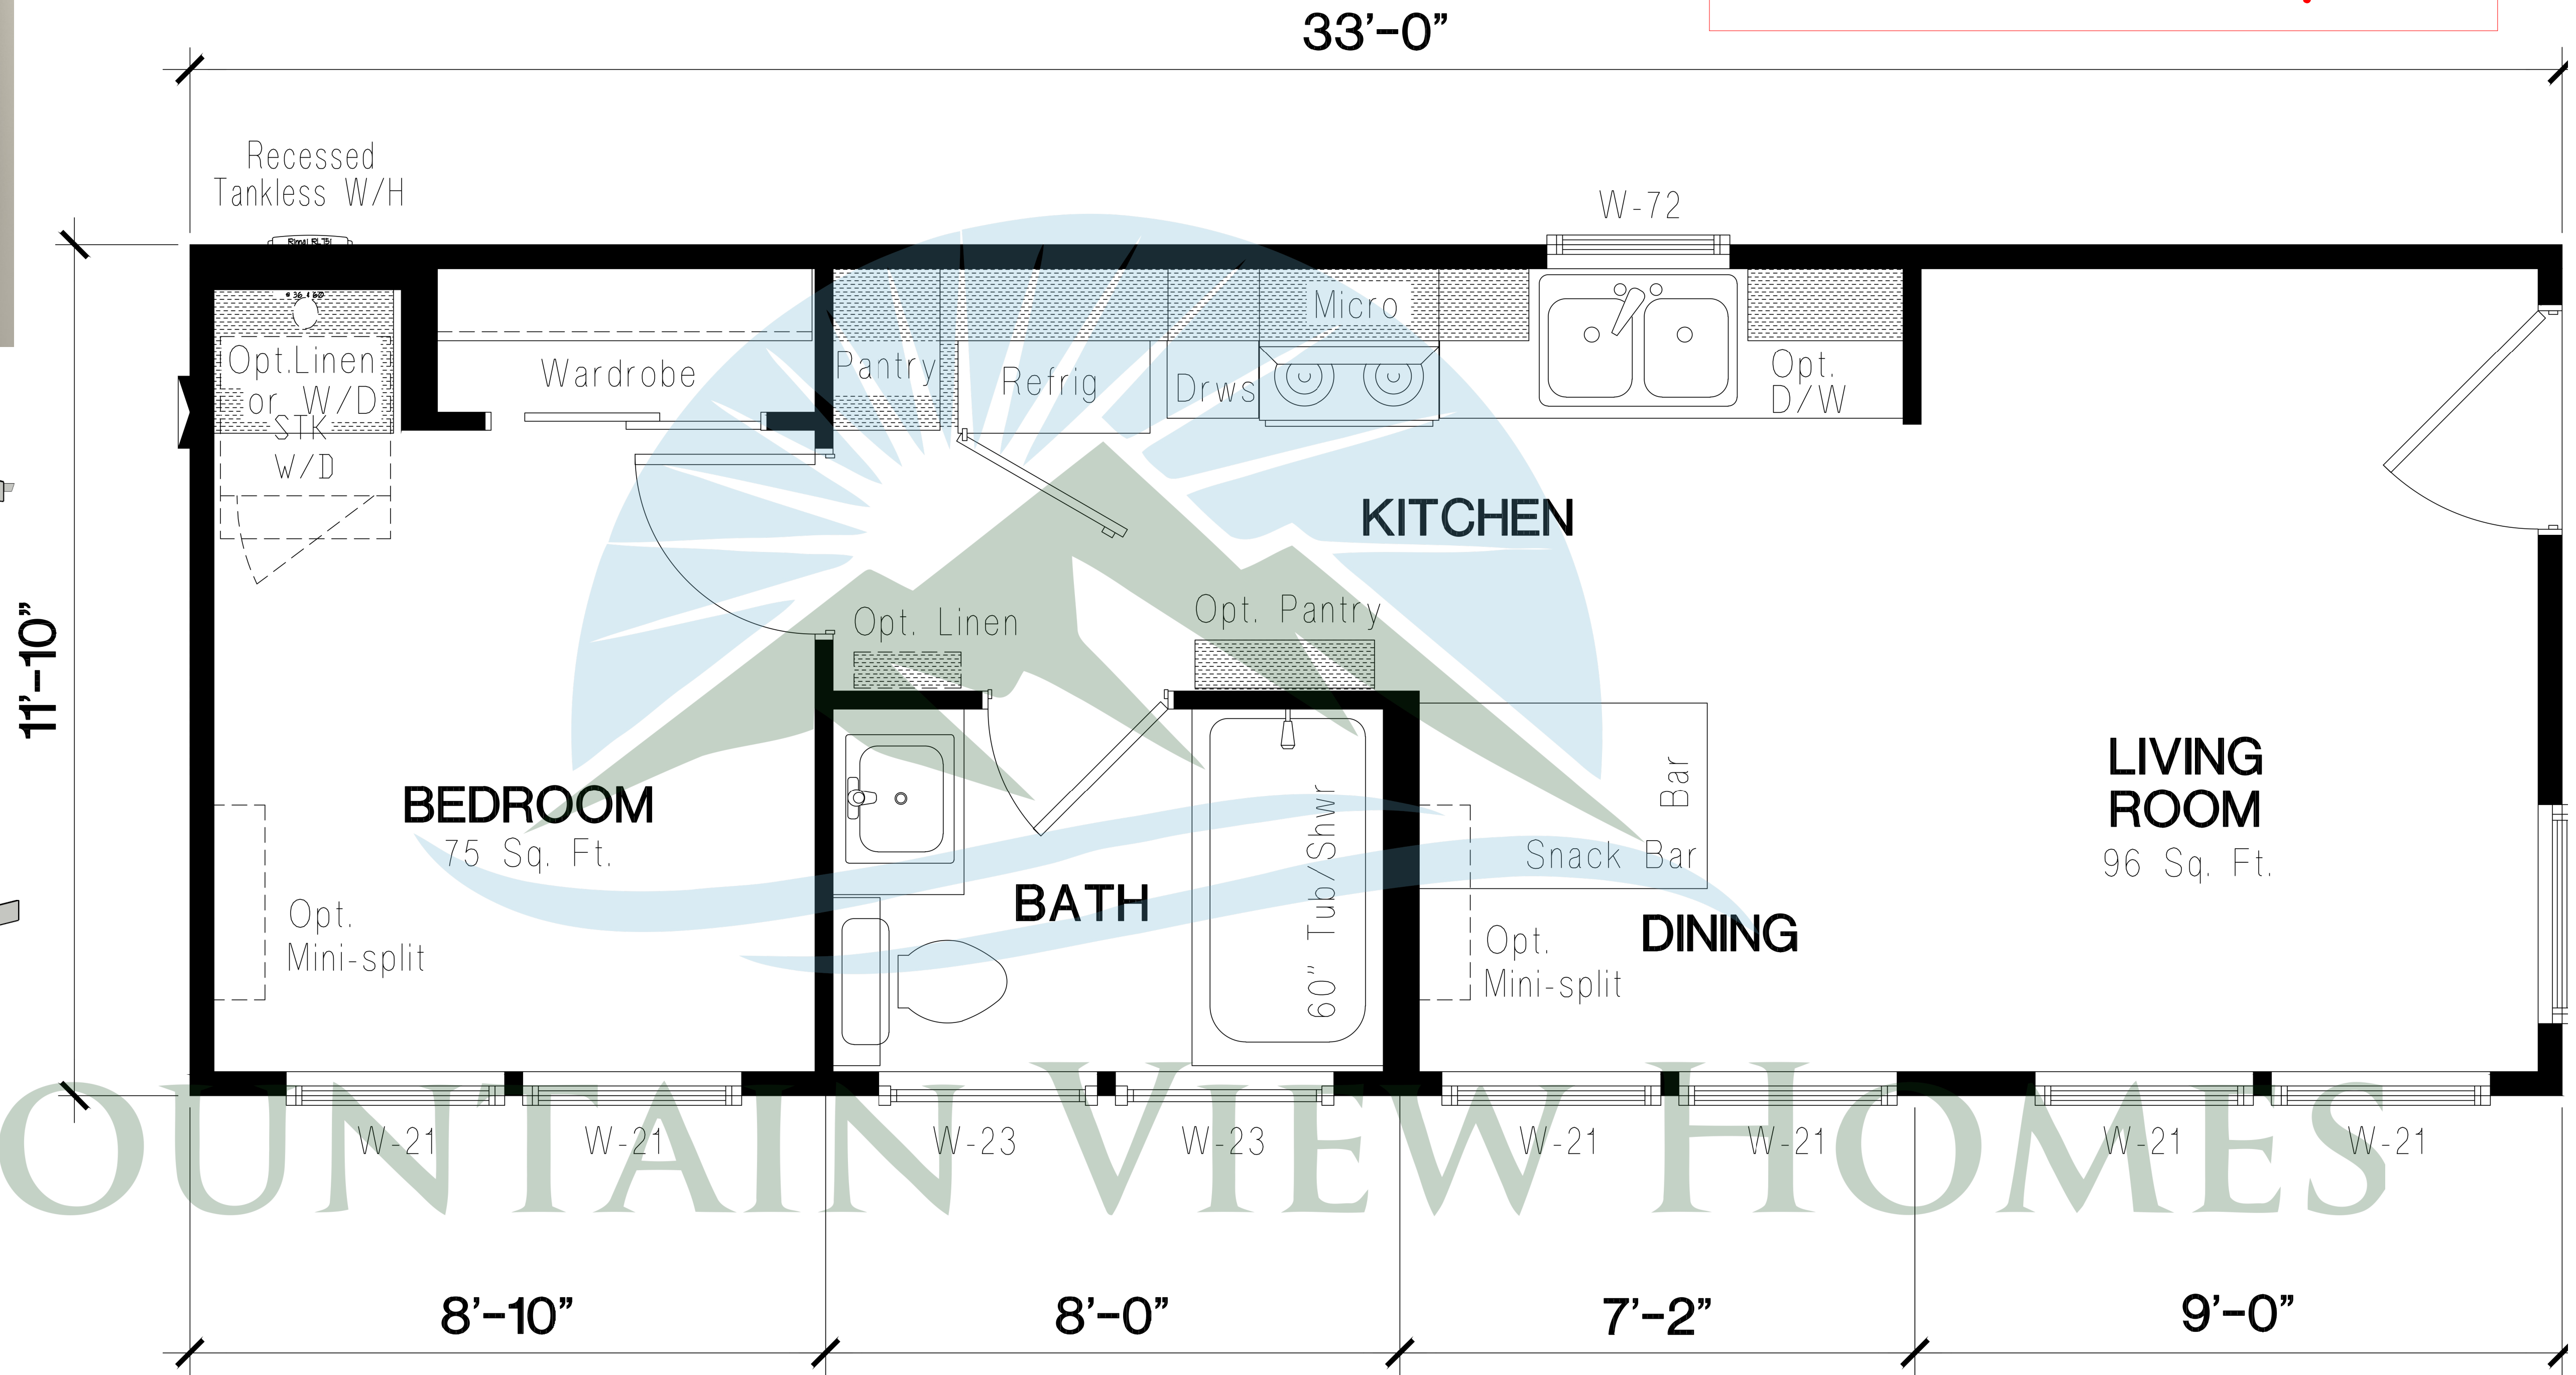 33'-0"
Recessed
Tankless W/H
W-72
Rinnai RL75i
Micro
Opt.Linen
or W/D
STK
W/D
Wardrobe
Pantry
Refrig
Drws
Opt.
D/W
KITCHEN
11'-10"
Opt. Linen
Opt. Pantry
BEDROOM
75 Sq. Ft.
Bar
Snack Bar
LIVING
ROOM
96 Sq. Ft.
60" Tub/Shwr
BATH
Opt.
Mini-split
Opt.
Mini-split
DINING
W-21
W-21
W-23
W-23
W-21
W-21
W-21
W-21
OUNTAIN VIEW HOMES
8'-10"
8'-0"
7'-2"
9'-0"